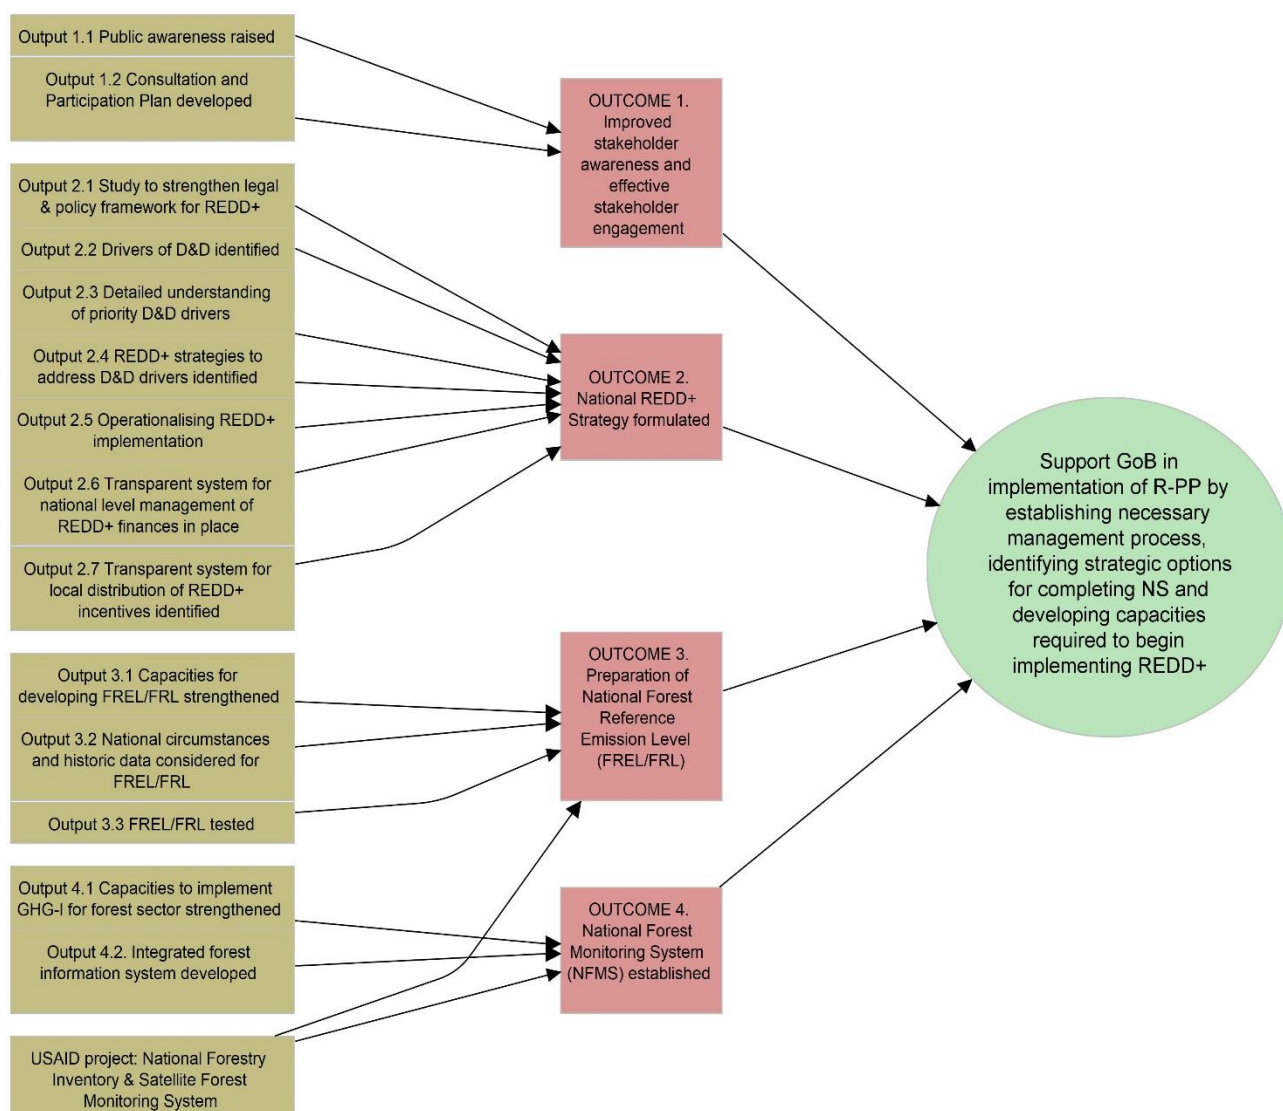 Output 1.1 Public awareness raised
Output 1.2 Consultation and
Participation Plan developed
Output 2.1 Study to strengthen legal
& policy framework for REDD+
Output 2.2 Drivers of D&D identified
Output 2.3 Detailed understanding
of priority D&D drivers
Output 2.4 REDD+ strategies to
address D&D drivers identified
Output 2.5 Operationalising REDD+
implementation
Output 2.6 Transparent system for
national level management of
REDD+ finances in place
Output 2.7 Transparent system for
local distribution of REDD+
incentives identified
Output 3.1 Capacities for
developing FREL/FRL strengthened
Output 3.2 National circumstances
and historic data considered for
FREL/FRL
Output 3.3 FREL/FRL tested
Output 4.1 Capacities to implement
GHG-I for forest sector strengthened
Output 4.2. Integrated forest
information system developed
USAID project: National Forestry
Inventory & Satellite Forest
Monitoring System
OUTCOME 1.
Improved
stakeholder
awareness and
effective
stakeholder
engagement
OUTCOME 2.
National REDD+
Strategy formulated
OUTCOME 3.
Preparation of
National Forest
Reference
Emission Level
(FREL/FRL)
OUTCOME 4.
National Forest
Monitoring System
(NFMS) established
Support GoB in
implementation of R-PP by
establishing necessary
management process,
identifying strategic options
for completing NS and
developing capacities
required to begin
implementing REDD+